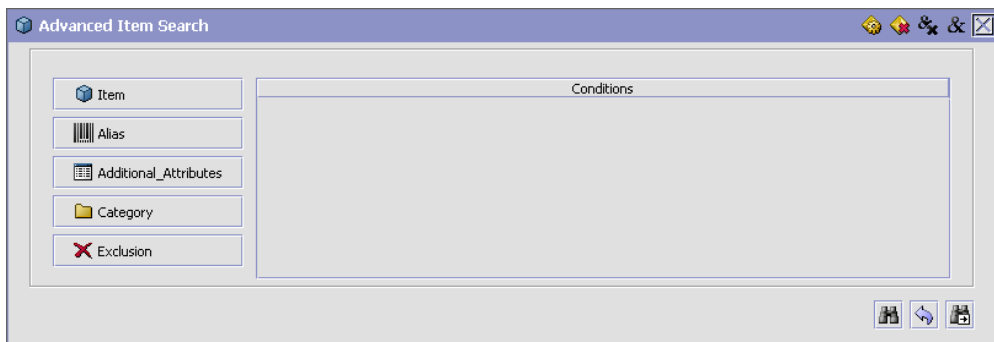 Advanced Item Search
&
&
Item
Conditions
Alias
Additional_Attributes
Category
Exclusion